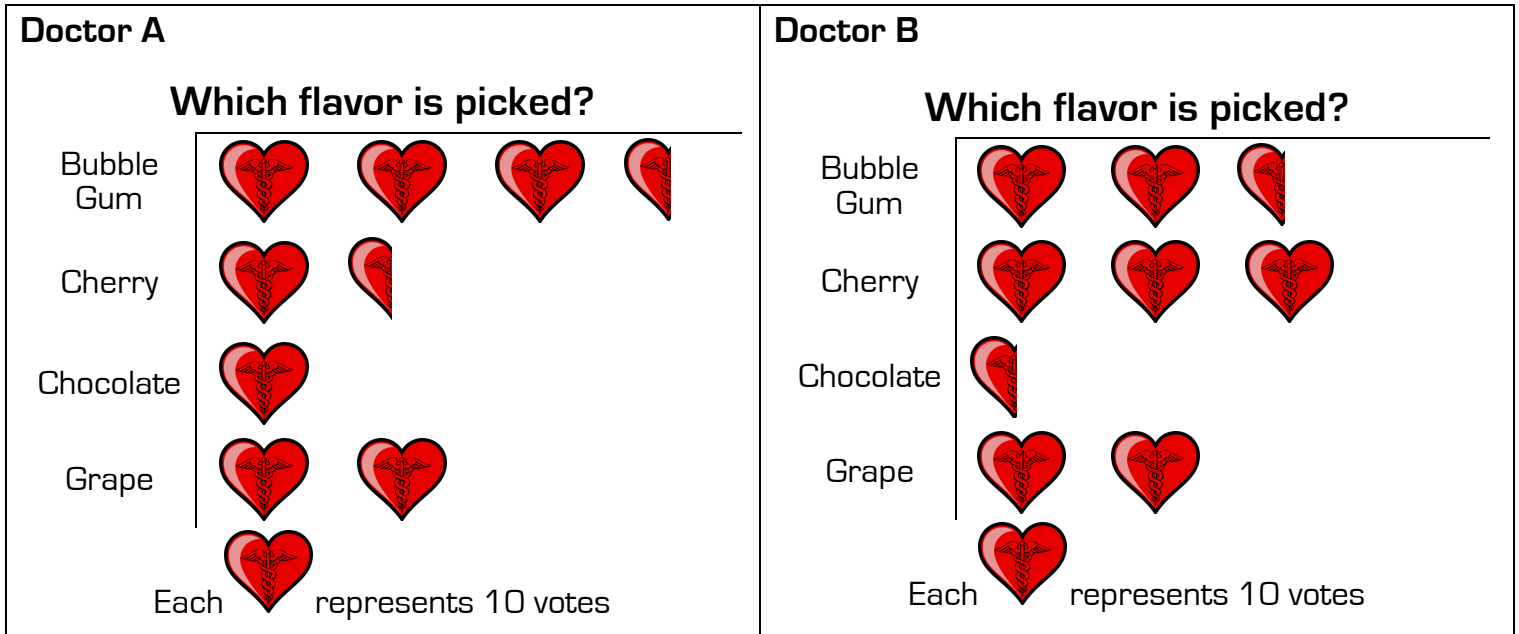 Doctor A
Which flavor is picked?
Bubble
Gum
Cherry
Chocolate
Grape
Each represents 10 votes
Doctor B
Which flavor is picked?
Bubble
Gum
Cherry
Chocolate
Grape
Each represents 10 votes